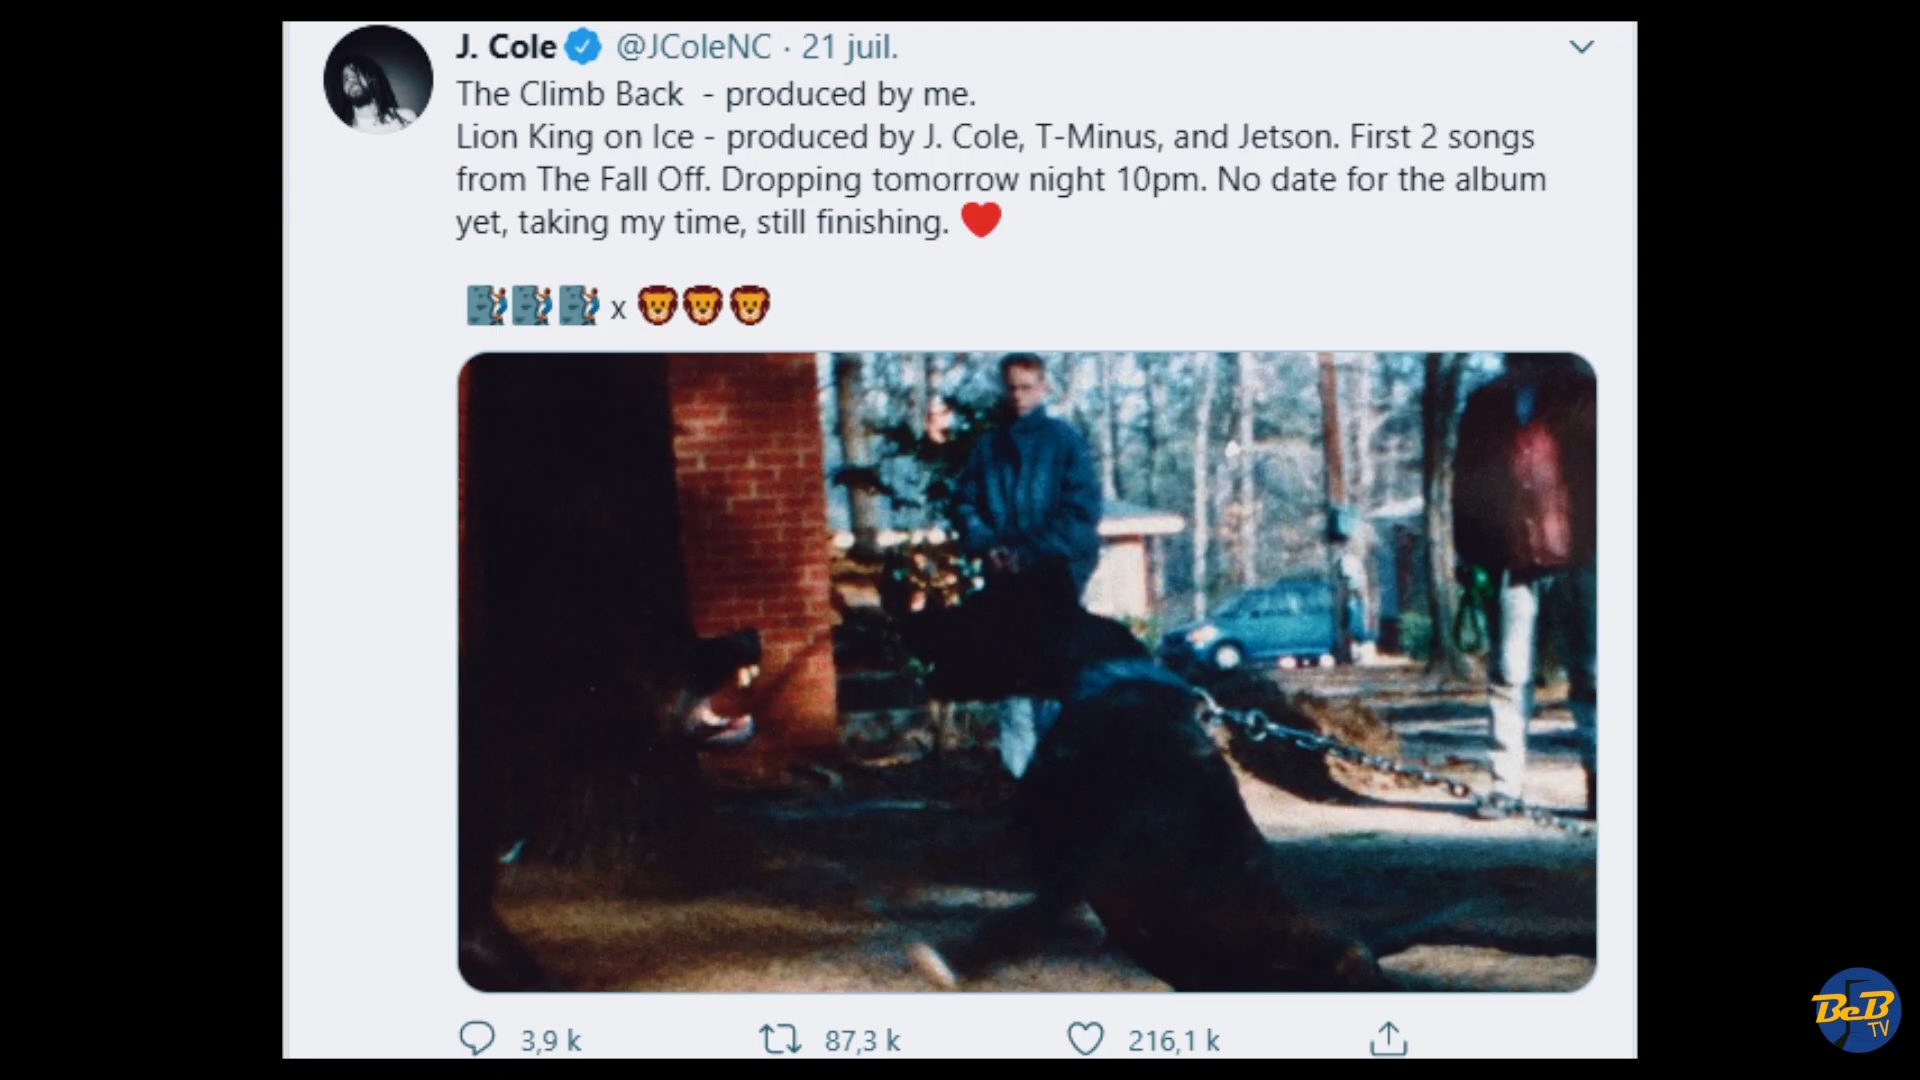 J. Cole @JColeNC · 21 juil.
The Climb Back - produced by me.
Lion King on Ice - produced by J. Cole, T-Minus, and Jetson. First 2 songs
from The Fall Off. Dropping tomorrow night 10pm. No date for the album
yet, taking my time, still finishing. ❤️
🧗🧗🧗 x 🦁🦁🦁
3,9 k 87,3 k 216,1 k
BeB
TV